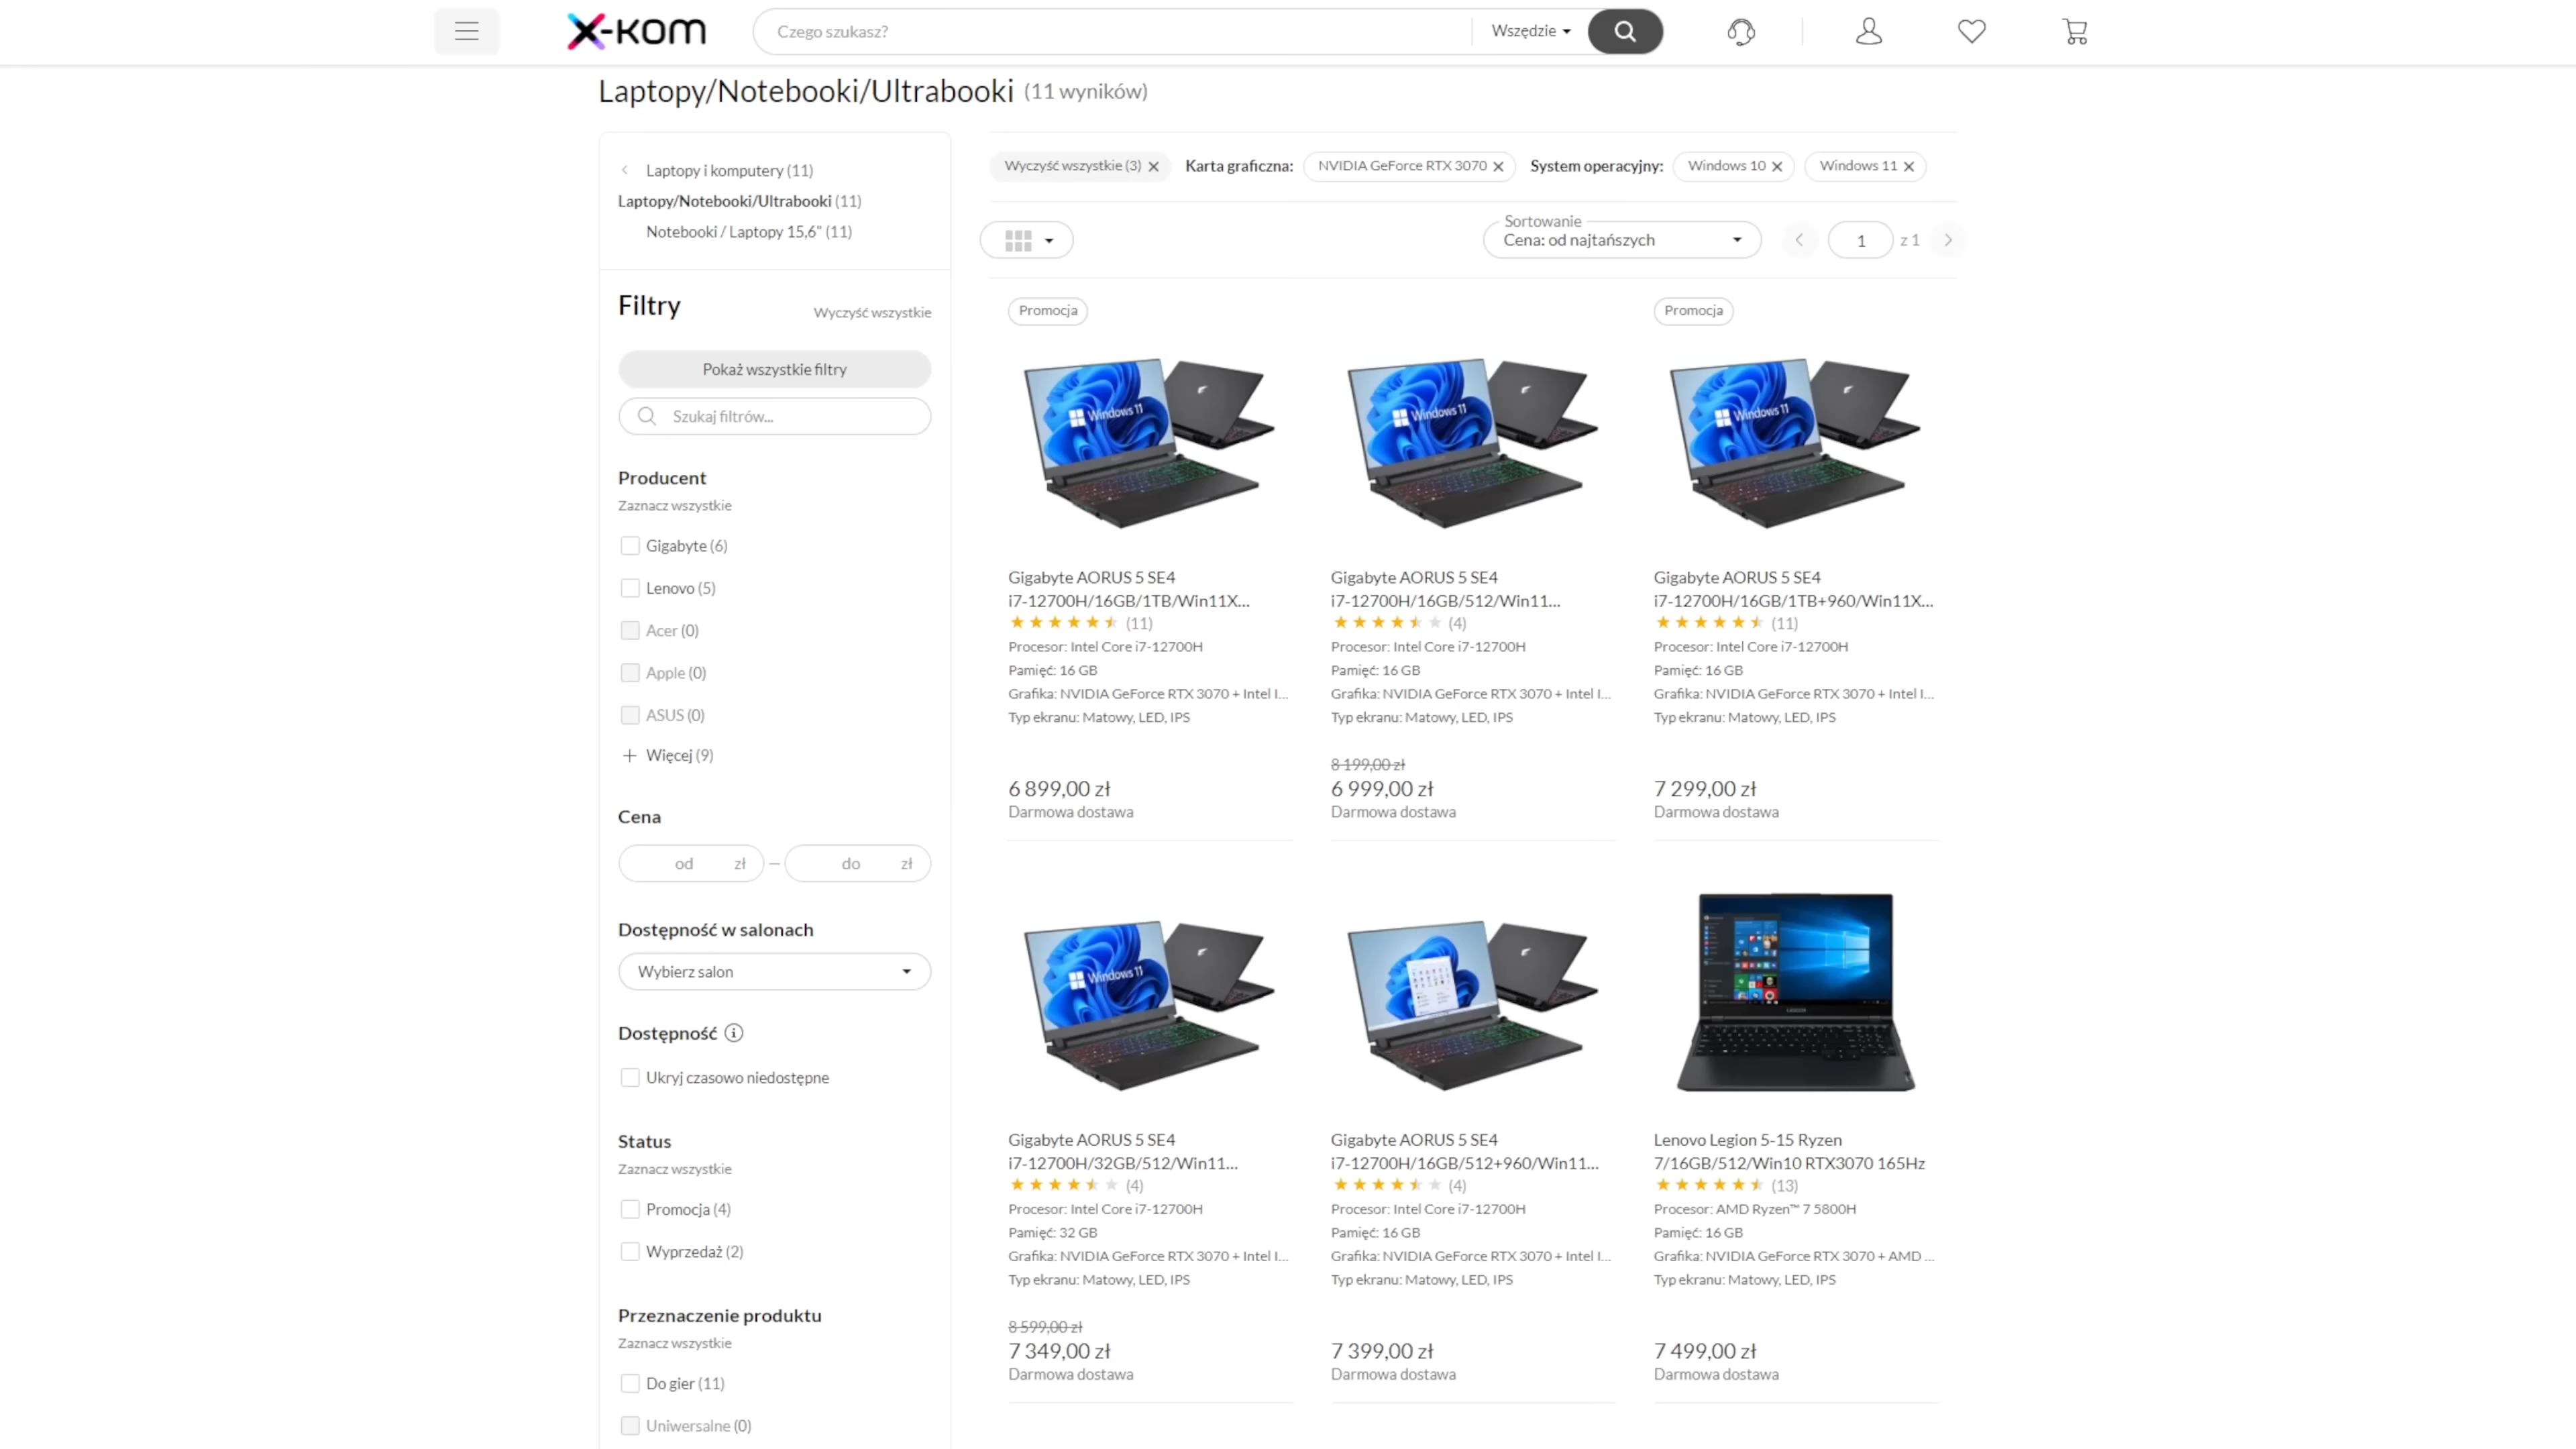 x-kom
Czego szukasz?
Wszędzie
Laptopy/Notebooki/Ultrabooki (11 wyników)
Laptopy i komputery (11)
Laptopy/Notebooki/Ultrabooki (11)
Notebooki / Laptopy 15,6" (11)
Filtry
Wyczyść wszystkie
Pokaż wszystkie filtry
Szukaj filtrów...
Producent
Zaznacz wszystkie
Gigabyte (6)
Lenovo (5)
Acer (0)
Apple (0)
ASUS (0)
Więcej (9)
Cena
od zł – do zł
Dostępność w salonach
Wybierz salon
Dostępność
Ukryj czasowo niedostępne
Status
Zaznacz wszystkie
Promocja (4)
Wyprzedaż (2)
Przeznaczenie produktu
Zaznacz wszystkie
Do gier (11)
Uniwersalne (0)
Wyczyść wszystkie (3) Karta graficzna: NVIDIA GeForce RTX 3070 System operacyjny: Windows 10 Windows 11
Sortowanie
Cena: od najtańszych
1 z 1
Promocja
Windows 11
Gigabyte AORUS 5 SE4
i7-12700H/16GB/1TB/Win11X...
(11)
Procesor: Intel Core i7-12700H
Pamięć: 16 GB
Grafika: NVIDIA GeForce RTX 3070 + Intel I...
Typ ekranu: Matowy, LED, IPS
6 899,00 zł
Darmowa dostawa
Windows 11
Gigabyte AORUS 5 SE4
i7-12700H/16GB/512/Win11...
(4)
Procesor: Intel Core i7-12700H
Pamięć: 16 GB
Grafika: NVIDIA GeForce RTX 3070 + Intel I...
Typ ekranu: Matowy, LED, IPS
8 199,00 zł
6 999,00 zł
Darmowa dostawa
Promocja
Windows 11
Gigabyte AORUS 5 SE4
i7-12700H/16GB/1TB+960/Win11X...
(11)
Procesor: Intel Core i7-12700H
Pamięć: 16 GB
Grafika: NVIDIA GeForce RTX 3070 + Intel I...
Typ ekranu: Matowy, LED, IPS
7 299,00 zł
Darmowa dostawa
Windows 11
Gigabyte AORUS 5 SE4
i7-12700H/32GB/512/Win11...
(4)
Procesor: Intel Core i7-12700H
Pamięć: 32 GB
Grafika: NVIDIA GeForce RTX 3070 + Intel I...
Typ ekranu: Matowy, LED, IPS
8 599,00 zł
7 349,00 zł
Darmowa dostawa
Gigabyte AORUS 5 SE4
i7-12700H/16GB/512+960/Win11...
(4)
Procesor: Intel Core i7-12700H
Pamięć: 16 GB
Grafika: NVIDIA GeForce RTX 3070 + Intel I...
Typ ekranu: Matowy, LED, IPS
7 399,00 zł
Darmowa dostawa
LEGION
Lenovo Legion 5-15 Ryzen
7/16GB/512/Win10 RTX3070 165Hz
(13)
Procesor: AMD Ryzen™ 7 5800H
Pamięć: 16 GB
Grafika: NVIDIA GeForce RTX 3070 + AMD ...
Typ ekranu: Matowy, LED, IPS
7 499,00 zł
Darmowa dostawa